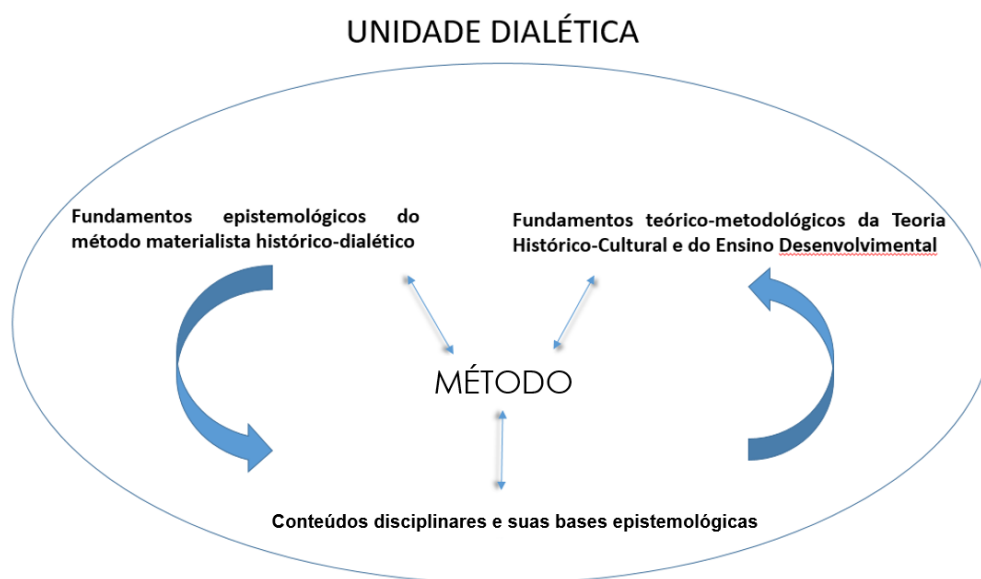 UNIDADE DIALÉTICA
Fundamentos epistemológicos do
método materialista histórico-dialético
Fundamentos teórico-metodológicos da Teoria
Histórico-Cultural e do Ensino Desenvolvimental
MÉTODO
Conteúdos disciplinares e suas bases epistemológicas